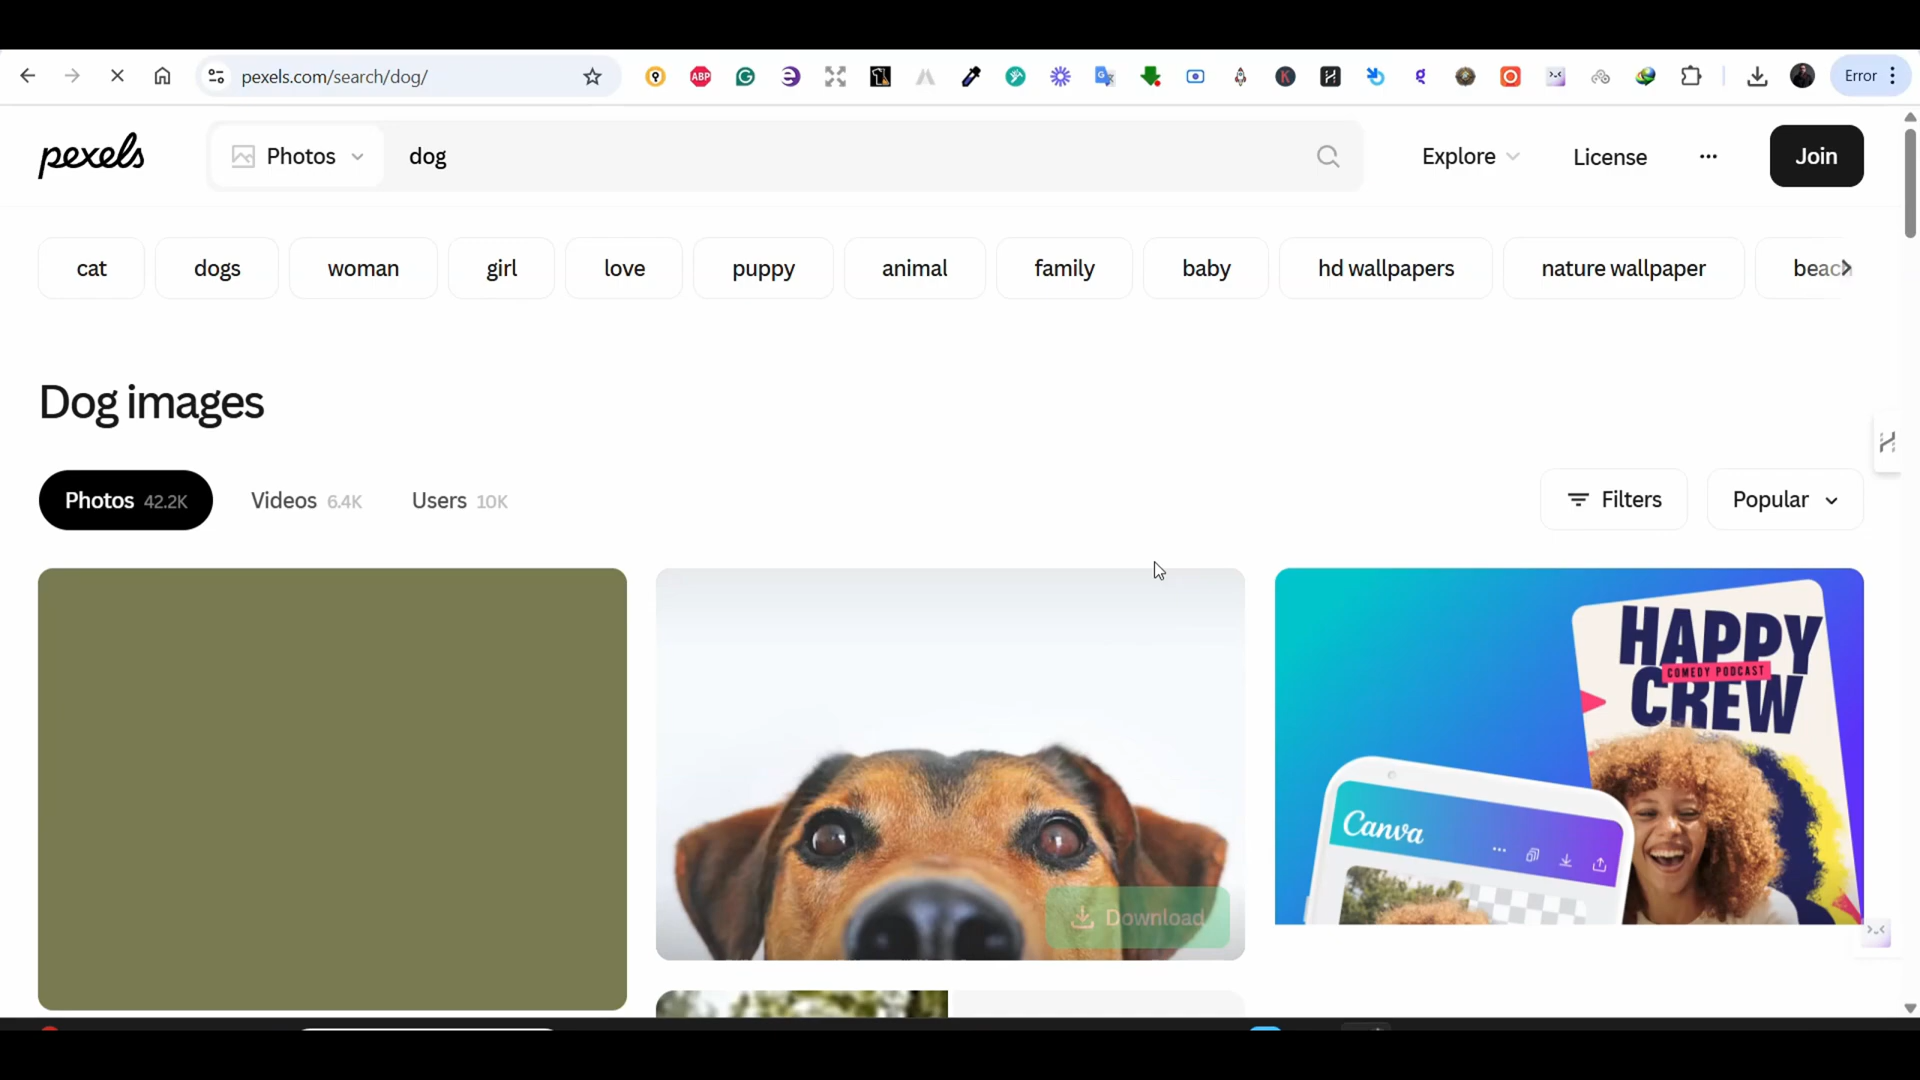 pexels.com/search/dog/
ABP
Error
pexels
Photos
dog
Explore
License
Join
cat
dogs
woman
girl
love
puppy
animal
family
baby
hd wallpapers
nature wallpaper
beach
Dog images
Photos 42.2K
Videos 6.4K
Users 10K
Filters
Popular
Download
HAPPY
COMEDY PODCAST
CREW
Canva